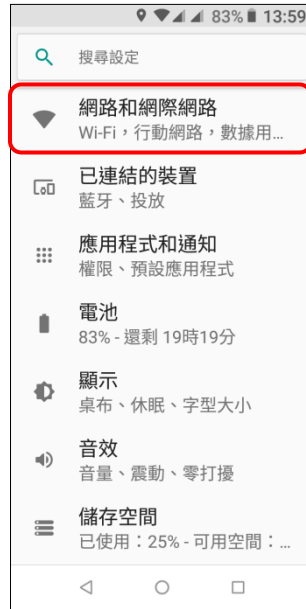 83% 13:59
搜尋設定
網路和網際網路
Wi-Fi，行動網路，數據用...
已連結的裝置
藍牙、投放
應用程式和通知
權限、預設應用程式
電池
83% - 還剩 19時19分
顯示
桌布、休眠、字型大小
音效
音量、震動、零打擾
儲存空間
已使用：25% - 可用空間：...